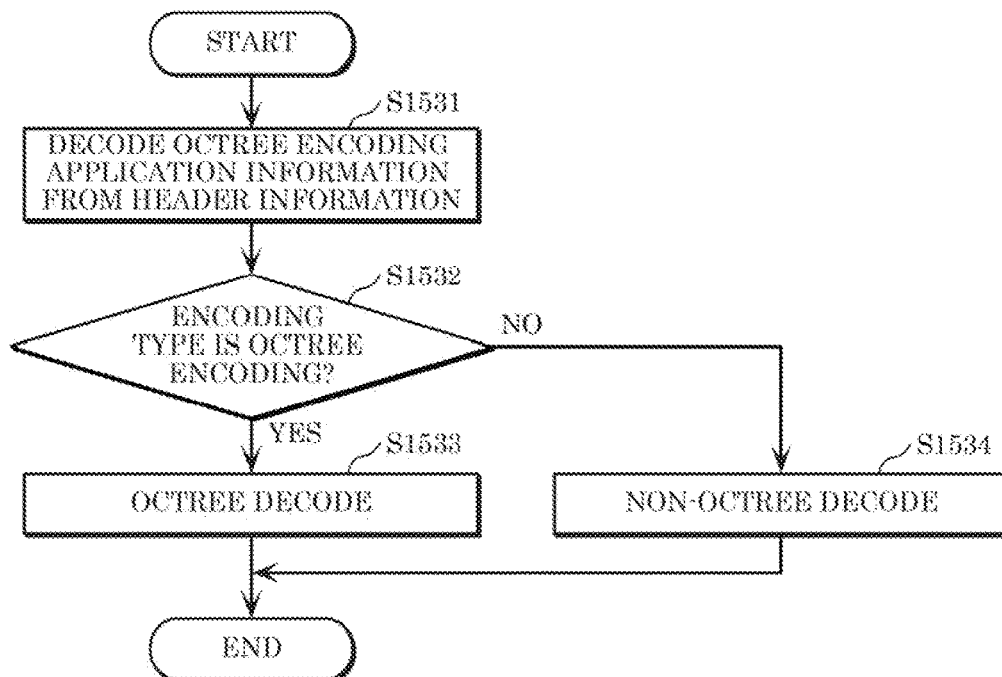 START
S1531
DECODE OCTREE ENCODING
APPLICATION INFORMATION
FROM HEADER INFORMATION
S1532
ENCODING
TYPE IS OCTREE
ENCODING?
NO
YES
S1533
OCTREE DECODE
S1534
NON-OCTREE DECODE
END